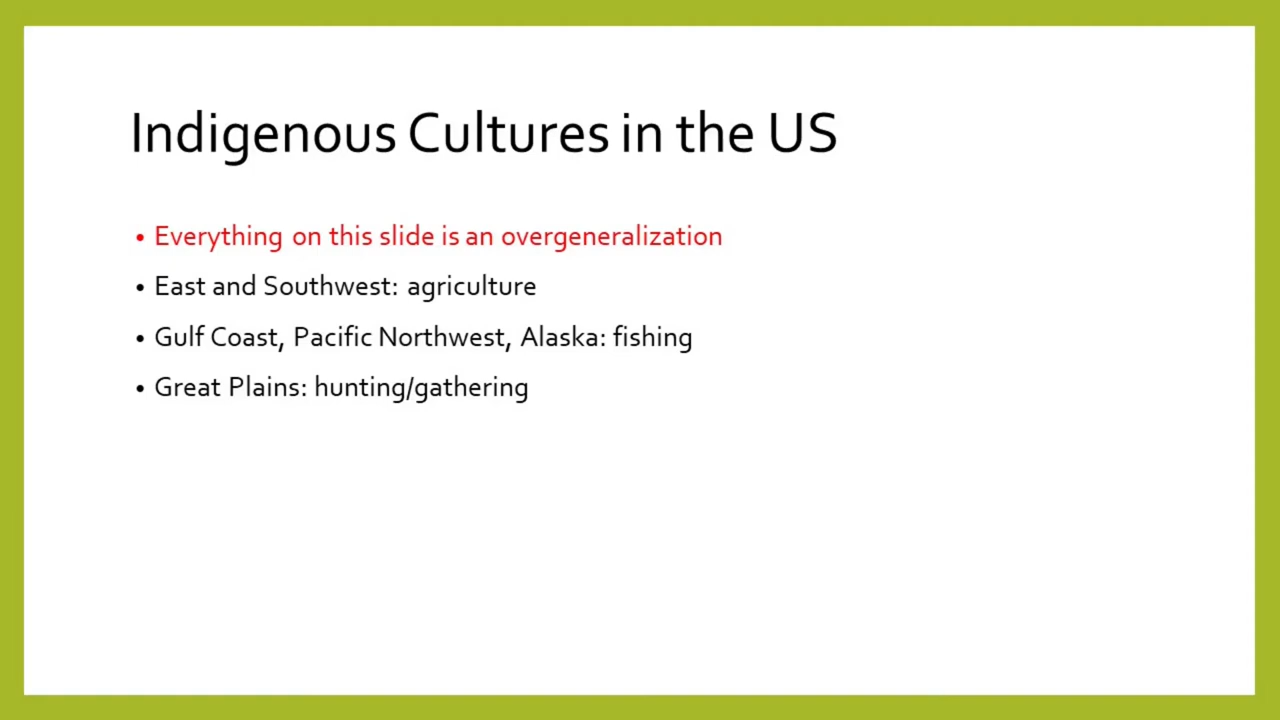 Indigenous Cultures in the US
• Everything on this slide is an overgeneralization
• East and Southwest: agriculture
• Gulf Coast, Pacific Northwest, Alaska: fishing
• Great Plains: hunting/gathering